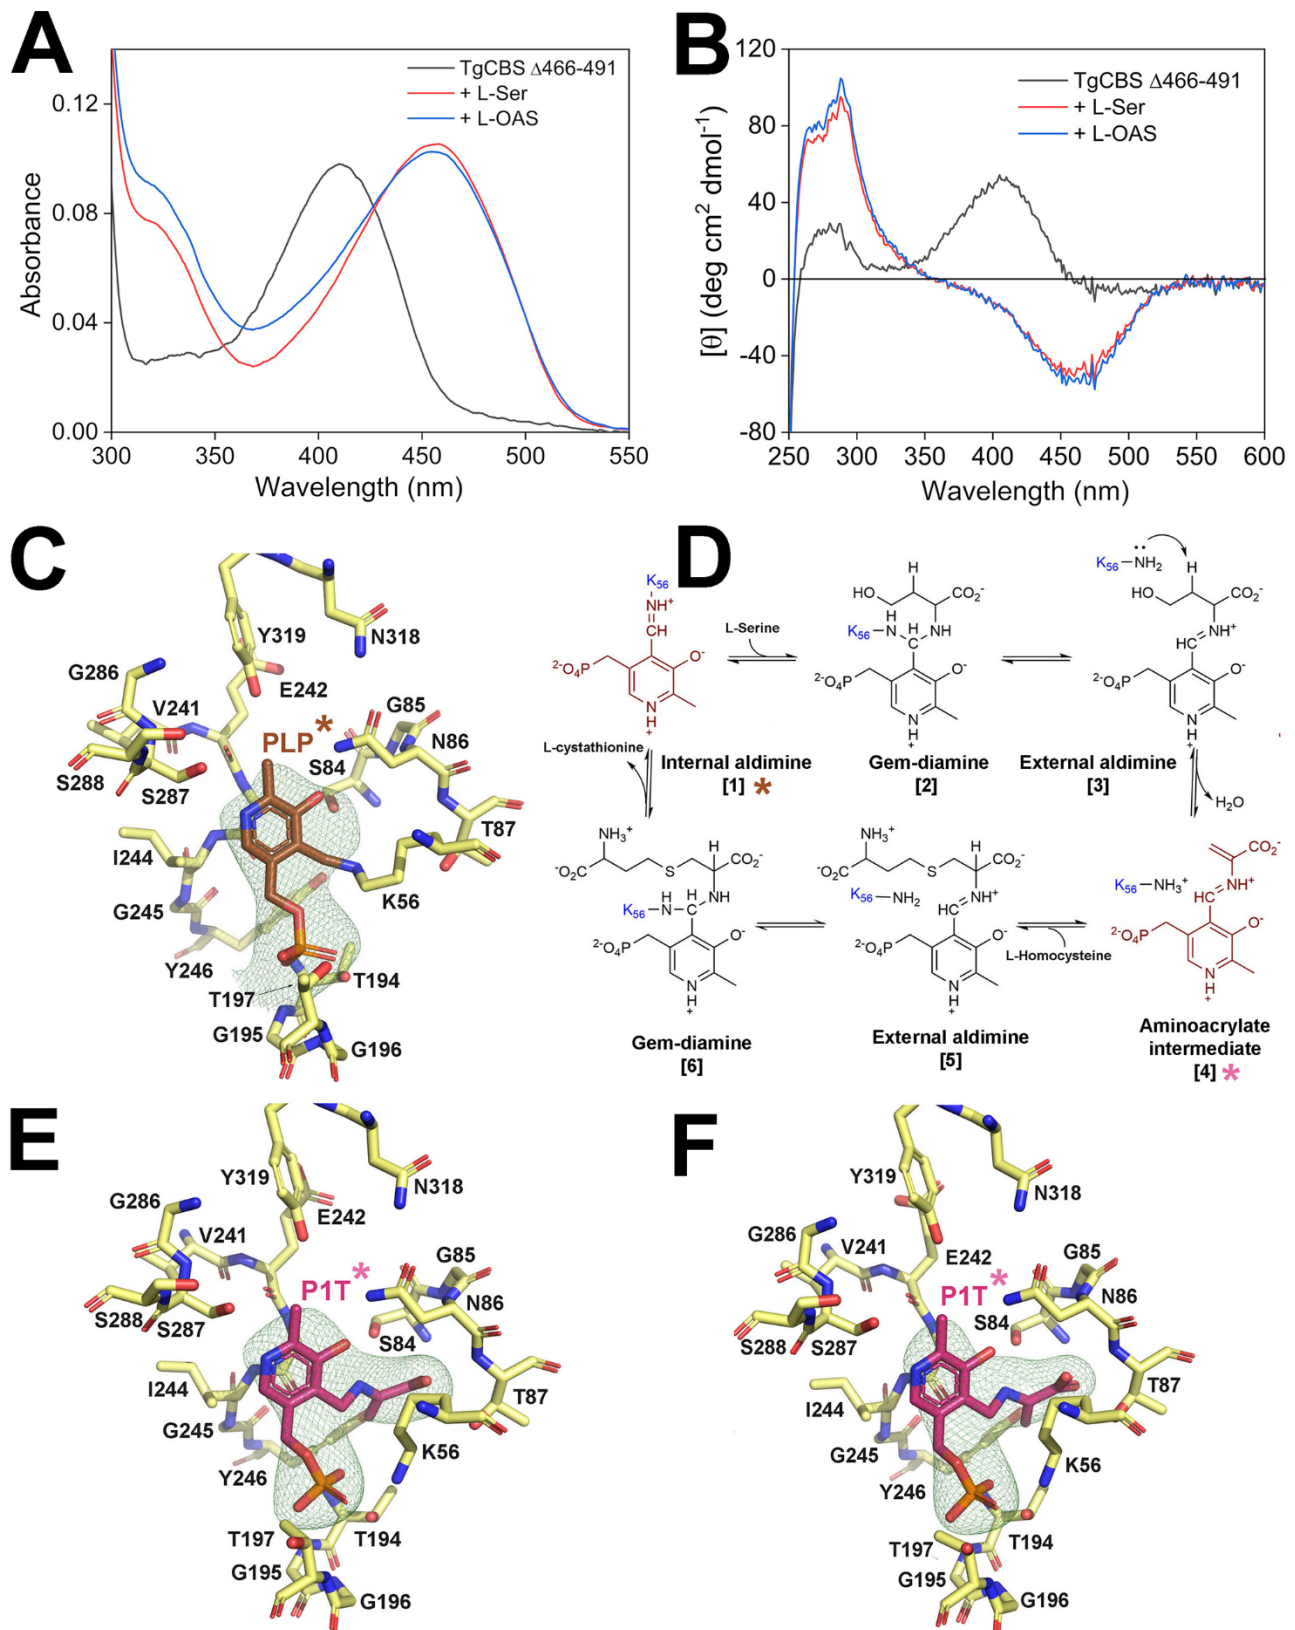 A
TgCBS Δ466-491
+ L-Ser
+ L-OAS
0.12
0.08
0.04
0.00
Absorbance
300 350 400 450 500 550
Wavelength (nm)
B
TgCBS Δ466-491
+ L-Ser
+ L-OAS
120
80
40
0
-40
-80
[θ] (deg cm² dmol⁻¹)
250 300 350 400 450 500 550 600
Wavelength (nm)
C
Y319
N318
G286
E242
V241
G85
PLP*
N86
S84
S288
S287
T87
I244
K56
G245
Y246
T194
T197
G195
G196
D
K₅₆
NH⁺
CH
²⁻O₄P
O⁻
N
H
+
Internal aldimine
[1] *
L-Serine
H
HO
CO₂⁻
H
K₅₆
N
H
C
NH
²⁻O₄P
O⁻
N
H
+
Gem-diamine
[2]
K₅₆
NH₂
H
HO
CO₂⁻
HC
NH⁺
²⁻O₄P
O⁻
N
H
+
External aldimine
[3]
H₂O
L-cystathionine
NH₃⁺
⁻O₂C
S
H
CO₂⁻
K₅₆
H
N
H
NH
²⁻O₄P
O⁻
N
H
+
Gem-diamine
[6]
NH₃⁺
⁻O₂C
S
H
CO₂⁻
K₅₆
NH₂
HC
NH⁺
²⁻O₄P
O⁻
N
H
+
External aldimine
[5]
L-Homocysteine
CO₂⁻
K₅₆
NH₃⁺
HC
NH⁺
²⁻O₄P
O⁻
N
H
+
Aminoacrylate
intermediate
[4] *
E
Y319
N318
G286
E242
V241
G85
P1T*
N86
S84
S288
S287
T87
I244
G245
K56
Y246
T197
T194
G195
G196
F
Y319
N318
G286
V241
E242
G85
P1T*
N86
S84
S288
S287
T87
I244
G245
K56
Y246
T194
T197
G195
G196